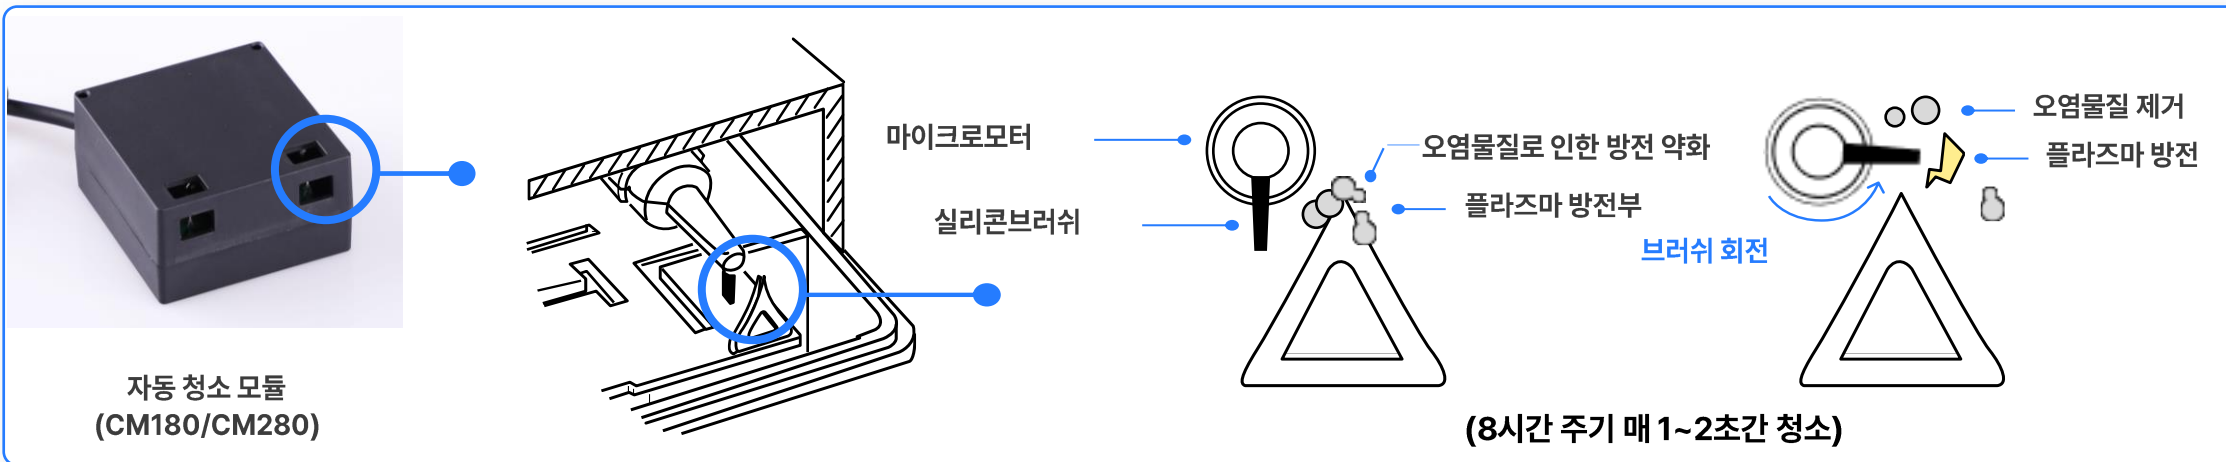 자동 청소 모듈
(CM180/CM280)
마이크로모터
실리콘브러쉬
오염물질로 인한 방전 약화
플라즈마 방전부
오염물질 제거
플라즈마 방전
브러쉬 회전
(8시간 주기 매 1~2초간 청소)